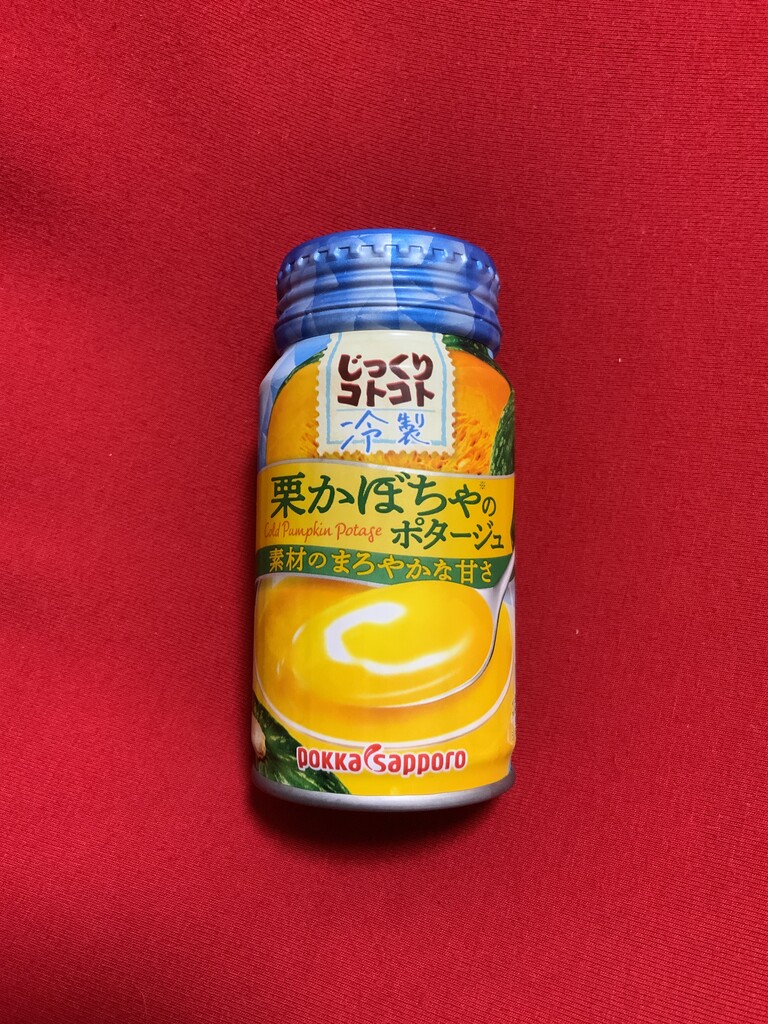 じっくり
コトコト
冷製
栗かぼちゃ※の
Cold Pumpkin Potage
ポタージュ
素材のまろやかな甘さ
pokka sapporo